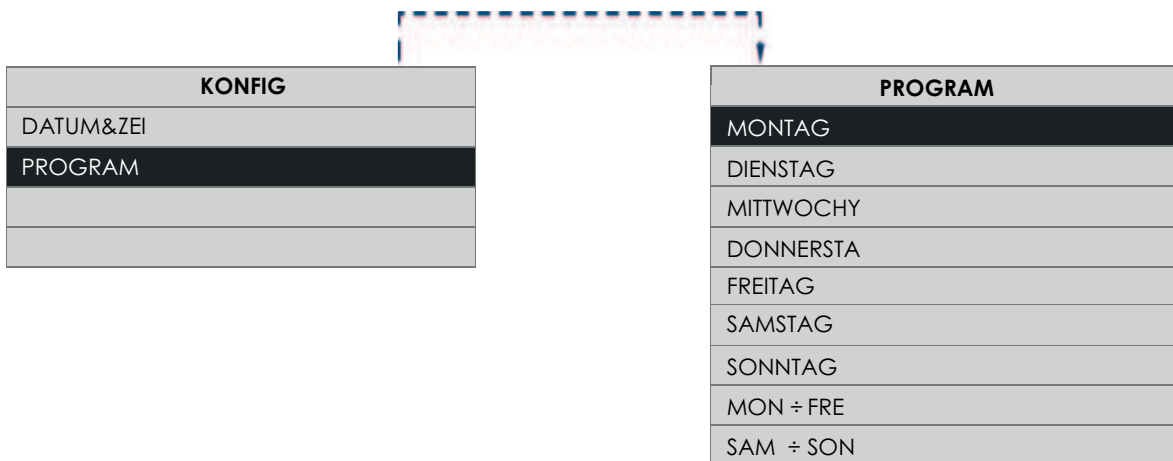 KONFIG
DATUM&ZEI
PROGRAM
PROGRAM
MONTAG
DIENSTAG
MITTWOCHY
DONNERSTA
FREITAG
SAMSTAG
SONNTAG
MON ÷ FRE
SAM ÷ SON